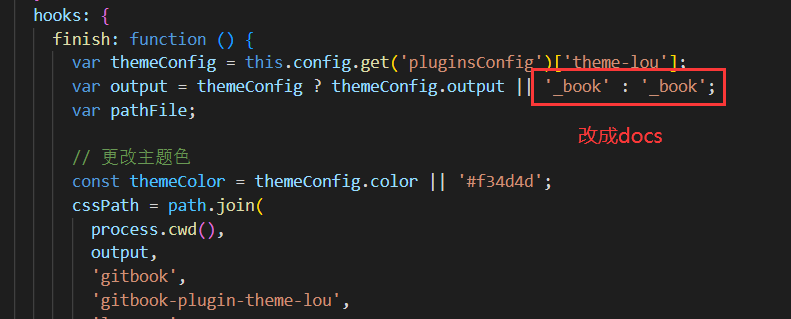 hooks: {
finish: function () {
var themeConfig = this.config.get('pluginsConfig')['theme-lou'];
var output = themeConfig ? themeConfig.output || '_book' : '_book';
var pathFile;
改成docs
// 更改主题色
const themeColor = themeConfig.color || '#f34d4d';
cssPath = path.join(
process.cwd(),
output,
'gitbook',
'gitbook-plugin-theme-lou',